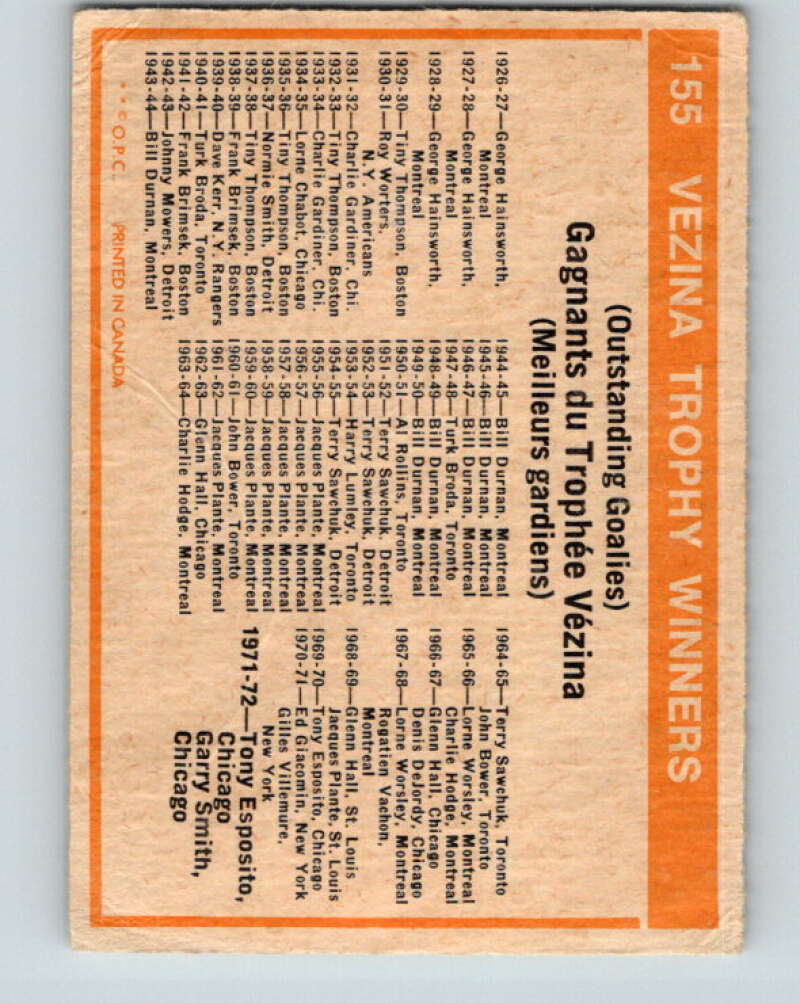 155 VEZINA TROPHY WINNERS
(Outstanding Goalies)
Gagnants du Trophée Vézina
(Meilleurs gardiens)
1926-27—George Hainsworth,
Montreal
1927-28—George Hainsworth,
Montreal
1928-29—George Hainsworth,
Montreal
1929-30—Tiny Thompson, Boston
1930-31—Roy Worters,
N.Y. Americans
1931-32—Charlie Gardiner, Chi.
1932-33—Tiny Thompson, Boston
1933-34—Charlie Gardiner, Chi.
1934-35—Lorne Chabot, Chicago
1935-36—Tiny Thompson, Boston
1936-37—Normie Smith, Detroit
1937-38—Tiny Thompson, Boston
1938-39—Frank Brimsek, Boston
1939-40—Dave Kerr, N.Y. Rangers
1940-41—Turk Broda, Toronto
1941-42—Frank Brimsek, Boston
1942-43—Johnny Mowers, Detroit
1943-44—Bill Durnan, Montreal
1944-45—Bill Durnan, Montreal
1945-46—Bill Durnan, Montreal
1946-47—Bill Durnan, Montreal
1947-48—Turk Broda, Toronto
1948-49—Bill Durnan, Montreal
1949-50—Bill Durnan, Montreal
1950-51—Al Rollins, Toronto
1951-52—Terry Sawchuk, Detroit
1952-53—Terry Sawchuk, Detroit
1953-54—Harry Lumley, Toronto
1954-55—Terry Sawchuk, Detroit
1955-56—Jacques Plante, Montreal
1956-57—Jacques Plante, Montreal
1957-58—Jacques Plante, Montreal
1958-59—Jacques Plante, Montreal
1959-60—Jacques Plante, Montreal
1960-61—John Bower, Toronto
1961-62—Jacques Plante, Montreal
1962-63—Glenn Hall, Chicago
1963-64—Charlie Hodge, Montreal
1964-65—Terry Sawchuk, Toronto
John Bower, Toronto
1965-66—Lorne Worsley, Montreal
Charlie Hodge, Montreal
1966-67—Glenn Hall, Chicago
Denis DeJordy, Chicago
1967-68—Lorne Worsley, Montreal
Rogatien Vachon,
Montreal
1968-69—Glenn Hall, St. Louis
Jacques Plante, St. Louis
1969-70—Tony Esposito, Chicago
1970-71—Ed Giacomin, New York
Gilles Villemure,
New York
1971-72—Tony Esposito,
Chicago
Garry Smith,
Chicago
**©O.P.C. PRINTED IN CANADA